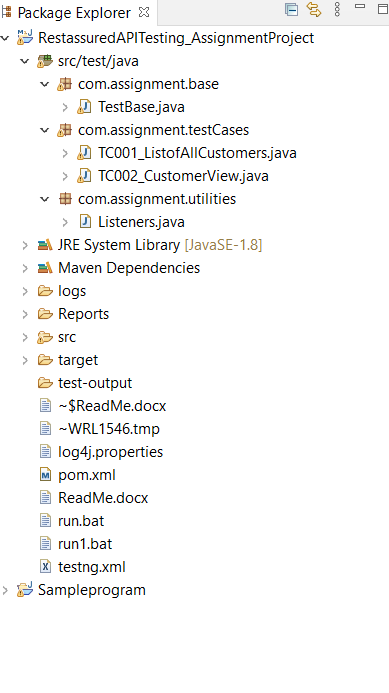 Package Explorer
RestassuredAPITesting_AssignmentProject
src/test/java
com.assignment.base
TestBase.java
com.assignment.testCases
TC001_ListofAllCustomers.java
TC002_CustomerView.java
com.assignment.utilities
Listeners.java
JRE System Library [JavaSE-1.8]
Maven Dependencies
logs
Reports
src
target
test-output
~$ReadMe.docx
~WRL1546.tmp
log4j.properties
pom.xml
ReadMe.docx
run.bat
run1.bat
testng.xml
Sampleprogram